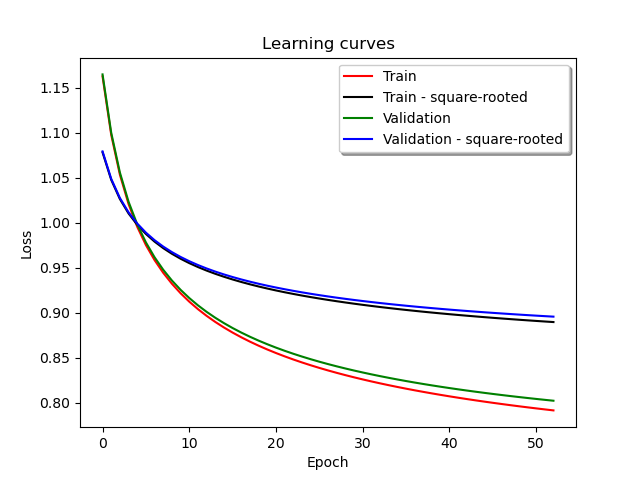 Learning curves
Train
Train - square-rooted
Validation
Validation - square-rooted
1.15
1.10
1.05
1.00
0.95
0.90
0.85
0.80
Loss
0 10 20 30 40 50
Epoch